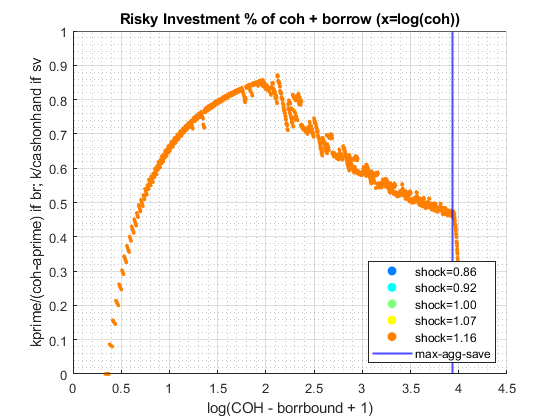 Risky Investment % of coh + borrow (x=log(coh))
kprime/(coh-aprime) if br; k/cashonhand if sv
1
0.9
0.8
0.7
0.6
0.5
0.4
0.3
0.2
0.1
0
0 0.5 1 1.5 2 2.5 3 3.5 4 4.5
log(COH - borrbound + 1)
shock=0.86
shock=0.92
shock=1.00
shock=1.07
shock=1.16
max-agg-save